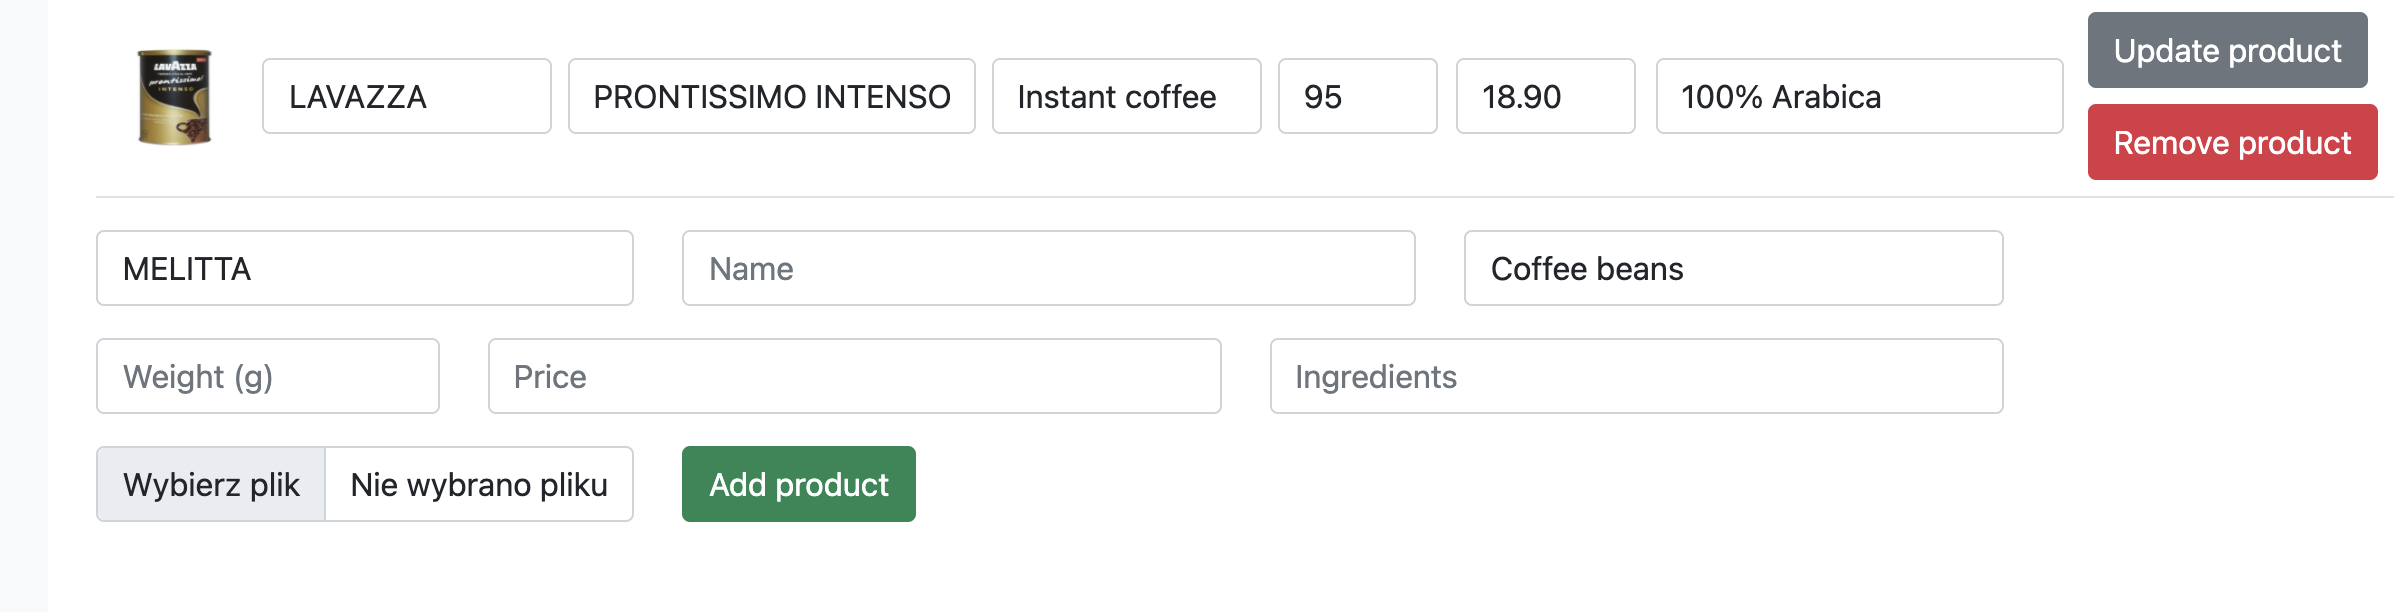 LAVAZZA
prontissimo!
INTENSO
LAVAZZA PRONTISSIMO INTENSO Instant coffee 95 18.90 100% Arabica
Update product
Remove product
MELITTA Name Coffee beans
Weight (g) Price Ingredients
Wybierz plik Nie wybrano pliku Add product